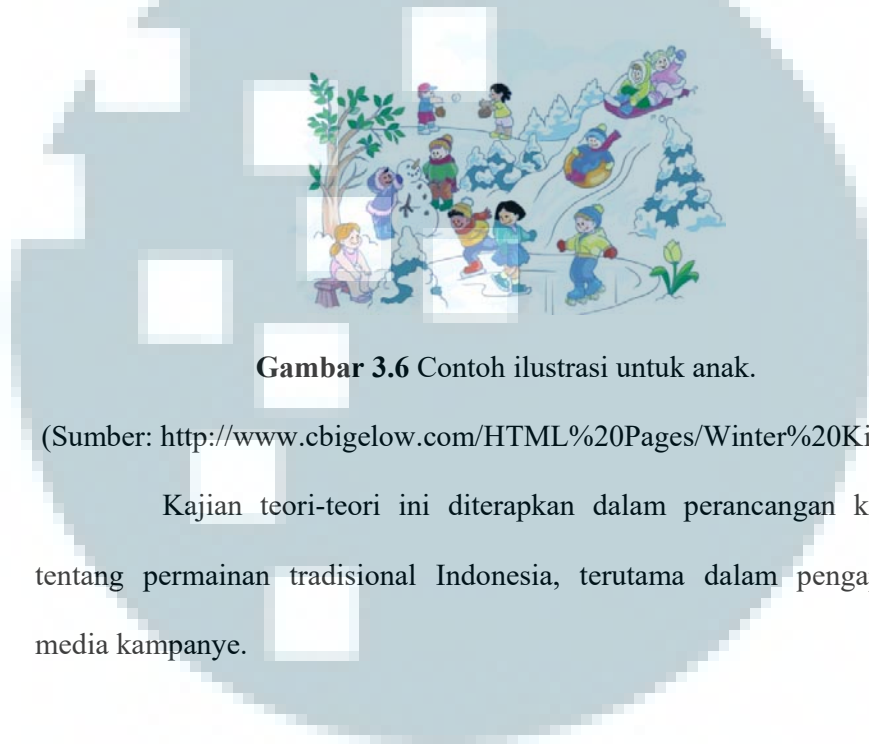 Gambar 3.6 Contoh ilustrasi untuk anak.
(Sumber: http://www.cbigelow.com/HTML%20Pages/Winter%20Ki
Kajian teori-teori ini diterapkan dalam perancangan k
tentang permainan tradisional Indonesia, terutama dalam penga
media kampanye.